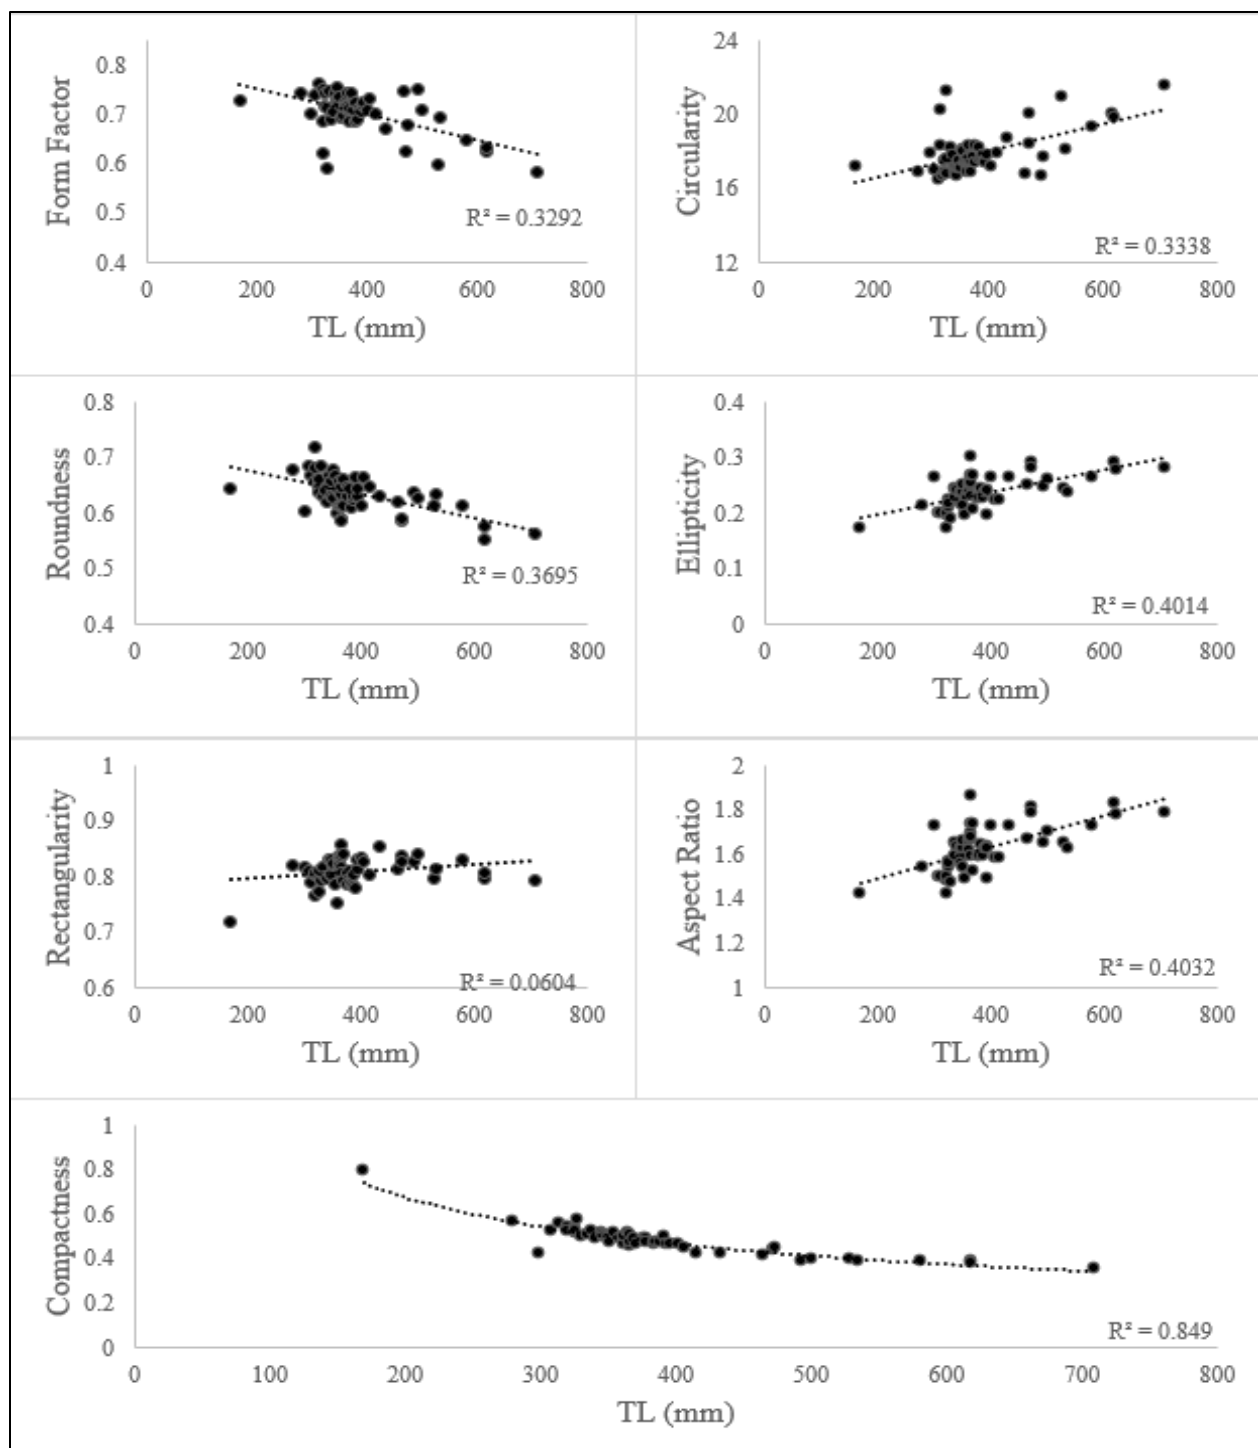 Form Factor
0.8
0.7
0.6
0.5
0.4
R² = 0.3292
0 200 400 600 800
TL (mm)
Circularity
24
20
16
12
R² = 0.3338
0 200 400 600 800
TL (mm)
Roundness
0.8
0.7
0.6
0.5
0.4
R² = 0.3695
0 200 400 600 800
TL (mm)
Ellipticity
0.4
0.3
0.2
0.1
0
R² = 0.4014
0 200 400 600 800
TL (mm)
Rectangularity
1
0.9
0.8
0.7
0.6
R² = 0.0604
0 200 400 600 800
TL (mm)
Aspect Ratio
2
1.8
1.6
1.4
1.2
1
R² = 0.4032
0 200 400 600 800
TL (mm)
Compactness
1
0.8
0.6
0.4
0.2
0
R² = 0.849
0 100 200 300 400 500 600 700 800
TL (mm)